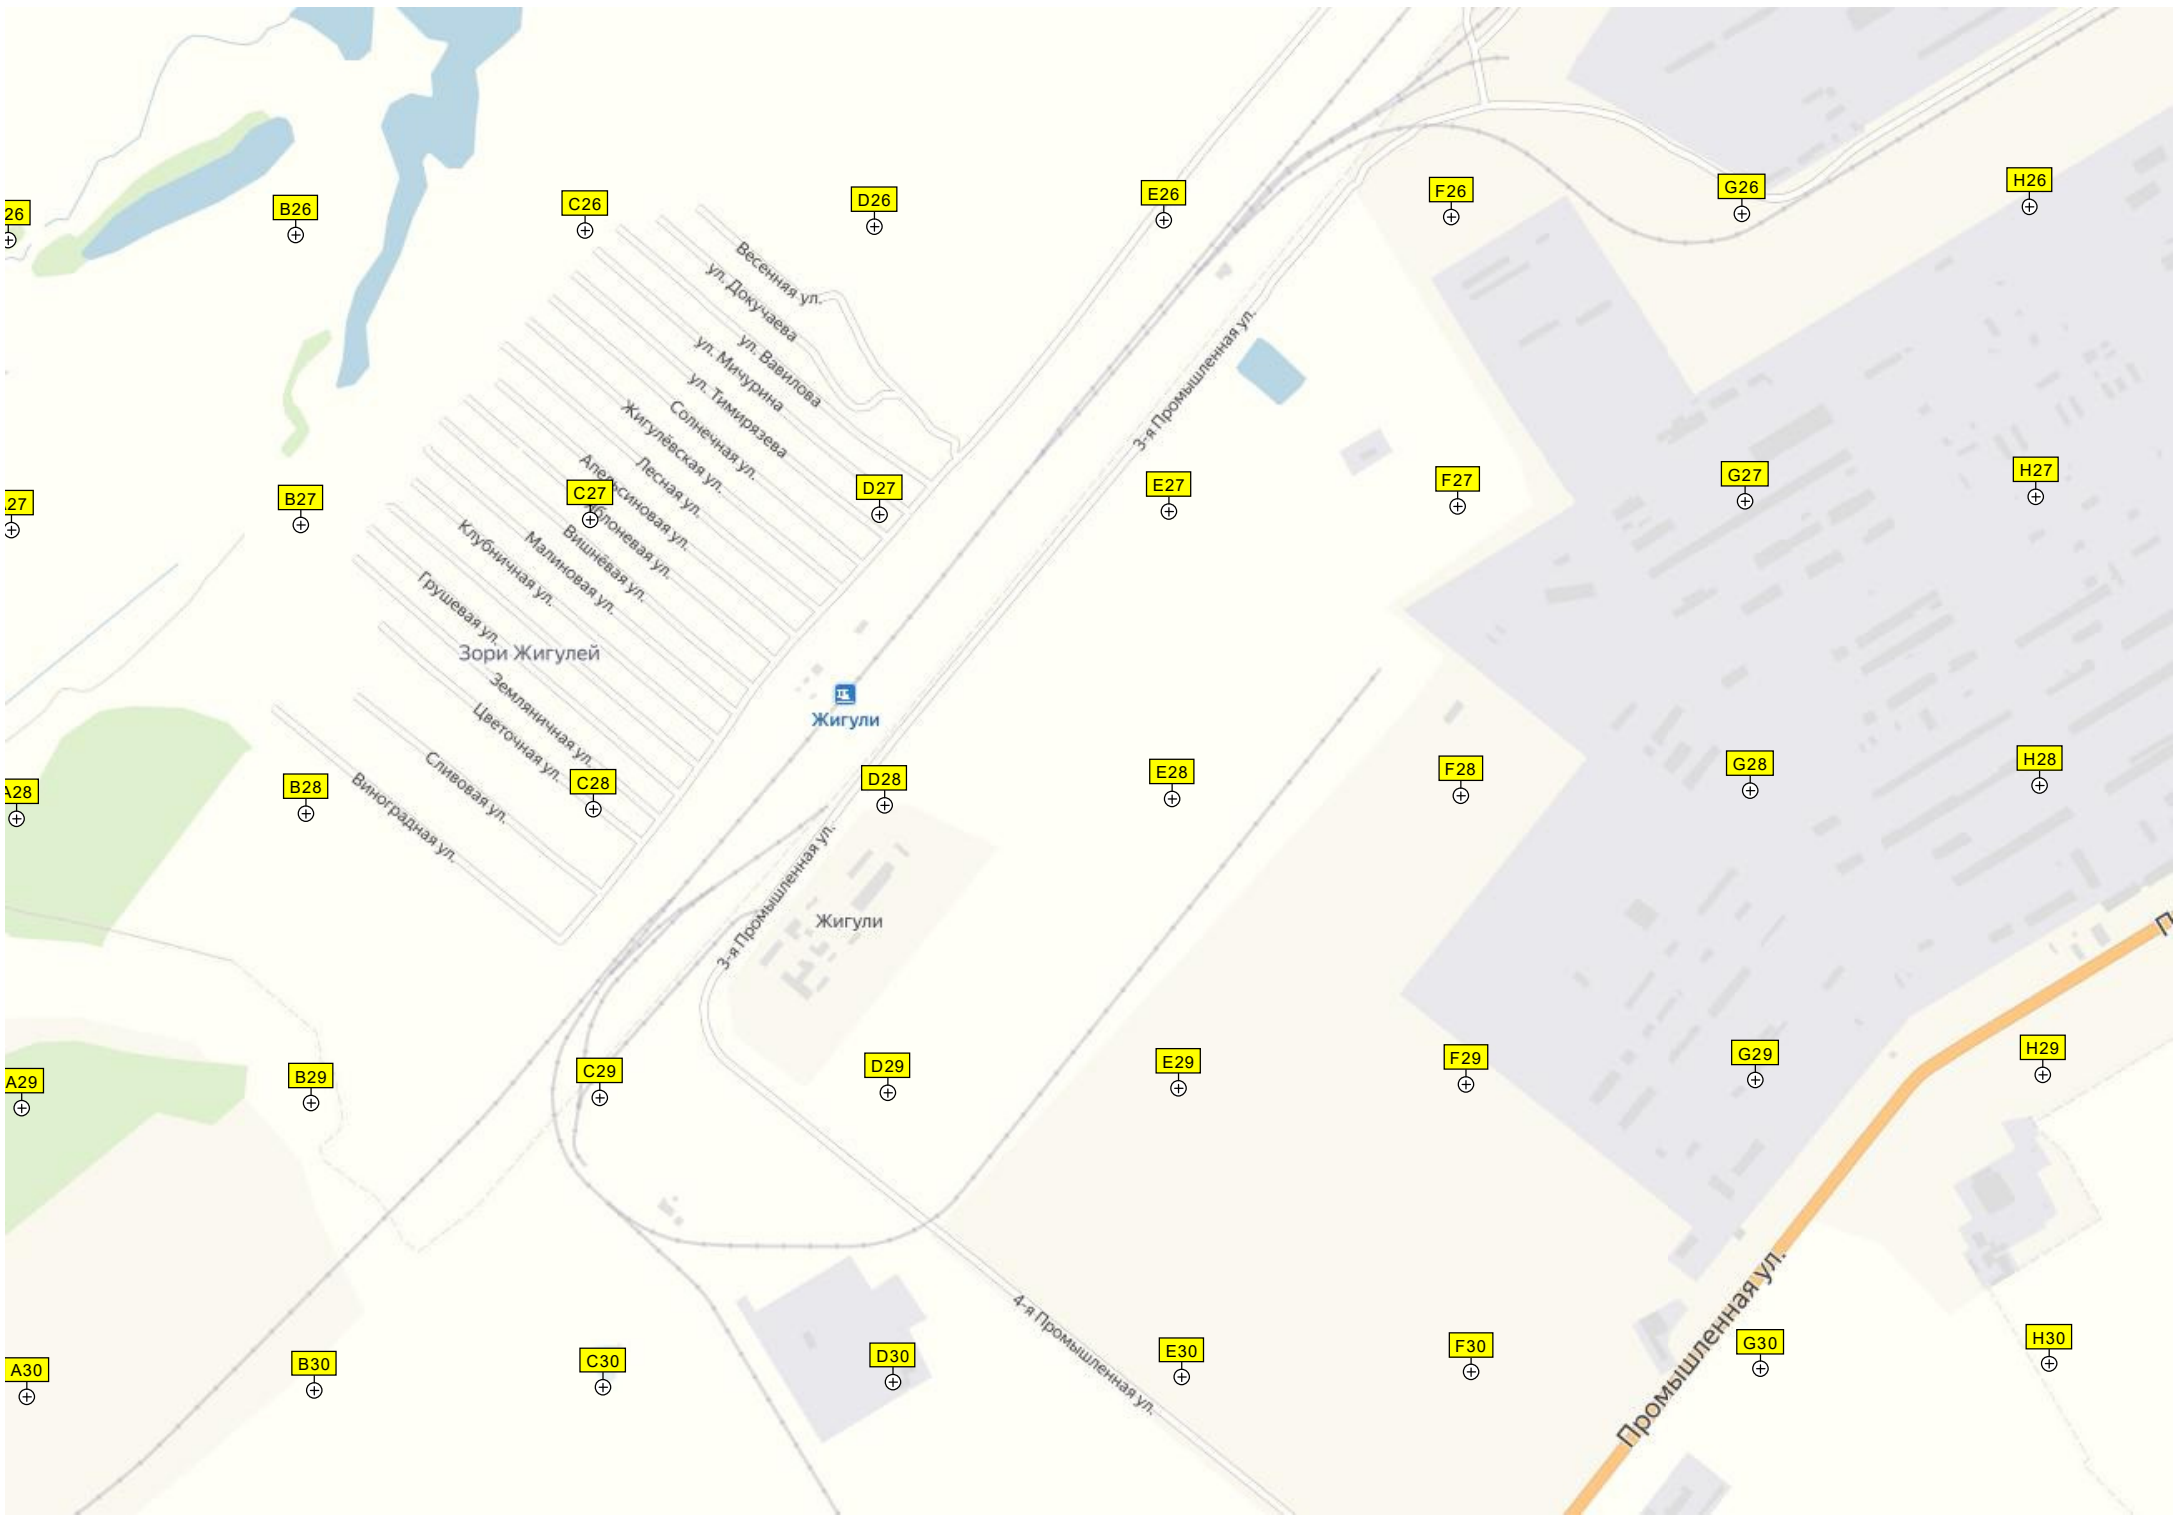 26
B26
C26
D26
E26
F26
G26
H26
Весенняя ул.
ул. Докучаева
ул. Вавилова
ул. Мичурина
ул. Тимирязева
Солнечная ул.
Жигулёвская ул.
Лесная ул.
Апельсиновая ул.
3-я Промышленная ул.
27
B27
C27
D27
E27
F27
G27
H27
Вишнёвая ул.
Малиновая ул.
Клубничная ул.
Грушевая ул.
Зори Жигулей
Земляничная ул.
Цветочная ул.
Сливовая ул.
Виноградная ул.
Жигули
A28
B28
C28
D28
E28
F28
G28
H28
3-я Промышленная ул.
Жигули
A29
B29
C29
D29
E29
F29
G29
H29
4-я Промышленная ул.
Промышленная ул.
A30
B30
C30
D30
E30
F30
G30
H30